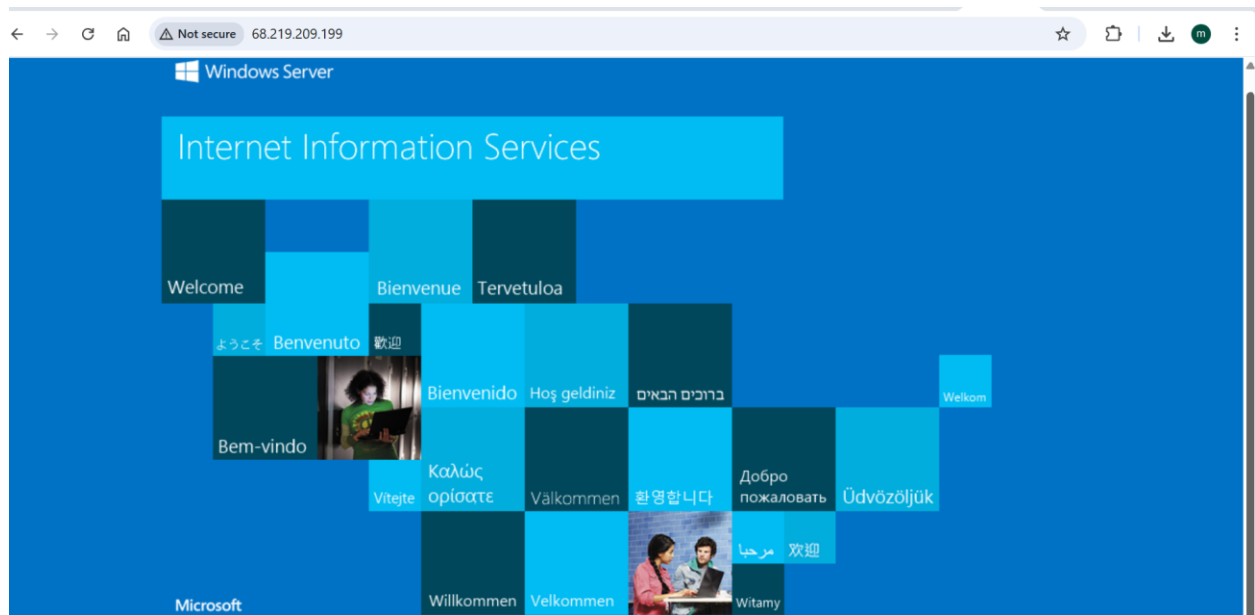 Not secure 68.219.209.199
m
Windows Server
Internet Information Services
Welcome
Bienvenue
Tervetuloa
ようこそ
Benvenuto
歡迎
Bienvenido
Hoş geldiniz
ברוכים הבאים
Welkom
Bem-vindo
Vítejte
Καλώς
ορίσατε
Välkommen
환영합니다
Добро
пожаловать
Üdvözöljük
مرحبا
欢迎
Microsoft
Willkommen
Velkommen
Witamy